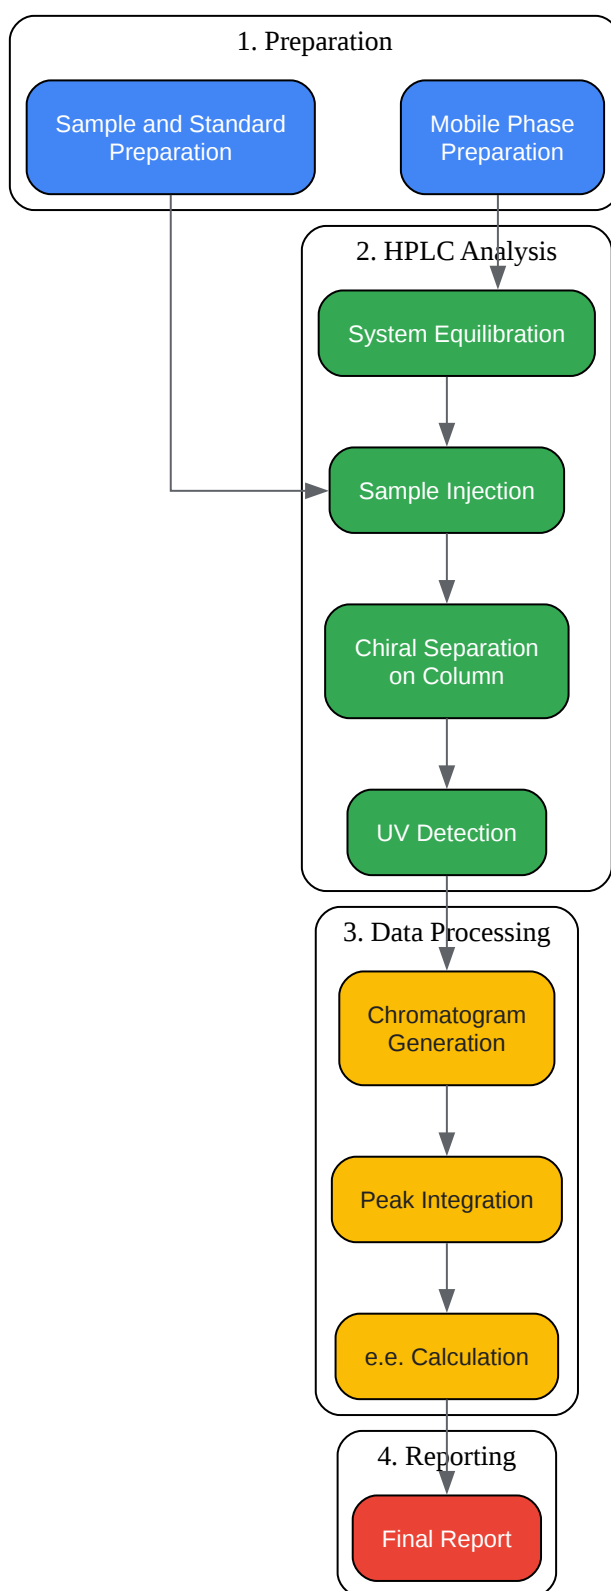 1. Preparation
Sample and Standard
Preparation
Mobile Phase
Preparation
2. HPLC Analysis
System Equilibration
Sample Injection
Chiral Separation
on Column
UV Detection
3. Data Processing
Chromatogram
Generation
Peak Integration
e.e. Calculation
4. Reporting
Final Report